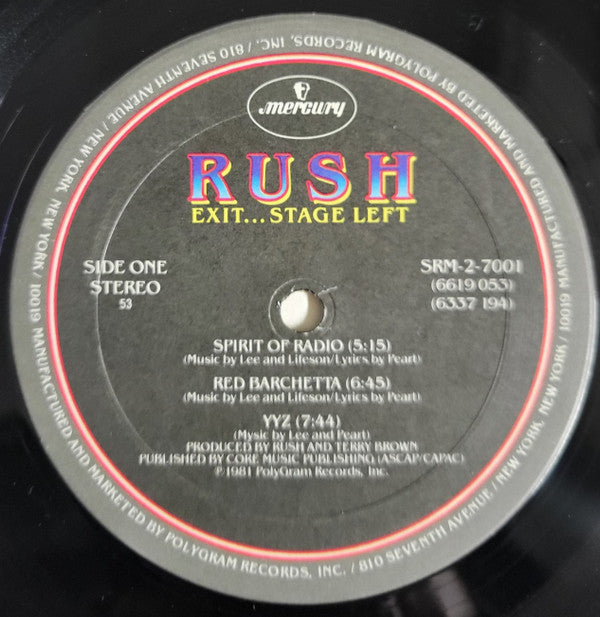 mercury
RUSH
EXIT...STAGE LEFT
SIDE ONE
STEREO
53
SRM-2-7001
(6619 053)
(6337 194)
SPIRIT OF RADIO (5:15)
(Music by Lee and Lifeson/Lyrics by Peart)
RED BARCHETTA (6:45)
(Music by Lee and Lifeson/Lyrics by Peart)
YYZ (7:44)
(Mysic by Lee and Peart)
PRODUCED BY RUSH AND TERRY BROWN
PUBLISHED BY CORE MUSIC PUBLISHING (ASCAP/CAPAC)
℗ 1981 PolyGram Records, Inc.
MANUFACTURED AND MARKETED BY POLYGRAM RECORDS, INC. / 810 SEVENTH AVENUE / NEW YORK, NEW YORK / 10019
MANUFACTURED AND MARKETED BY POLYGRAM RECORDS, INC. / 810 SEVENTH AVENUE / NEW YORK, NEW YORK / 10019